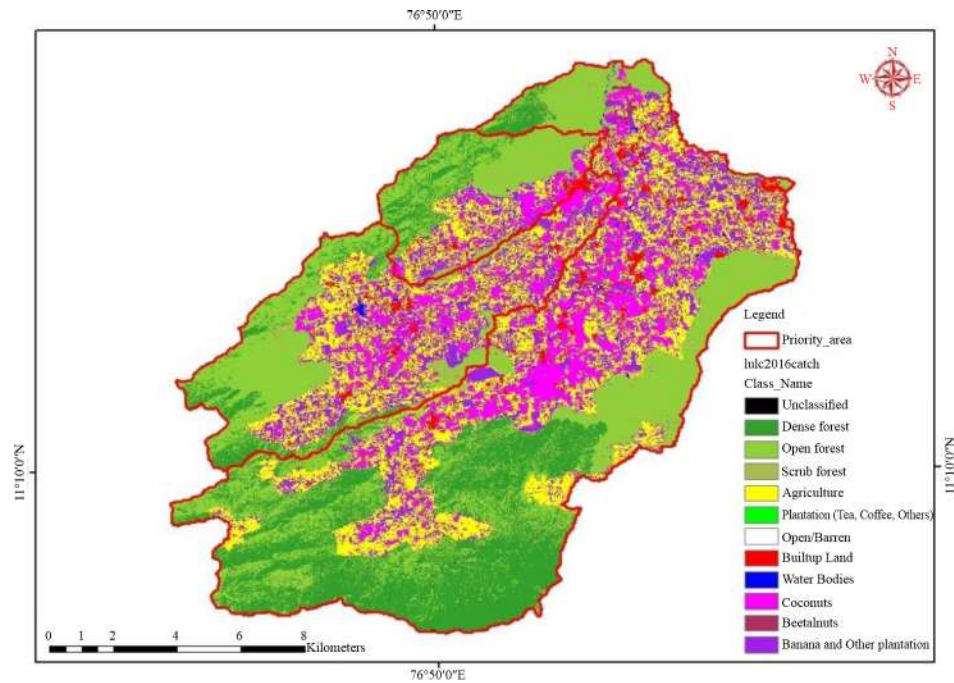 76°50′0″E
N
W E
S
Legend
Priority_area
lulc2016catch
Class_Name
Unclassified
Dense forest
Open forest
Scrub forest
Agriculture
Plantation (Tea, Coffee, Others)
Open/Barren
Builtup Land
Water Bodies
Coconuts
Beetalnuts
Banana and Other plantation
11°10′0″N
11°10′0″N
0 1 2 4 6 8
Kilometers
76°50′0″E